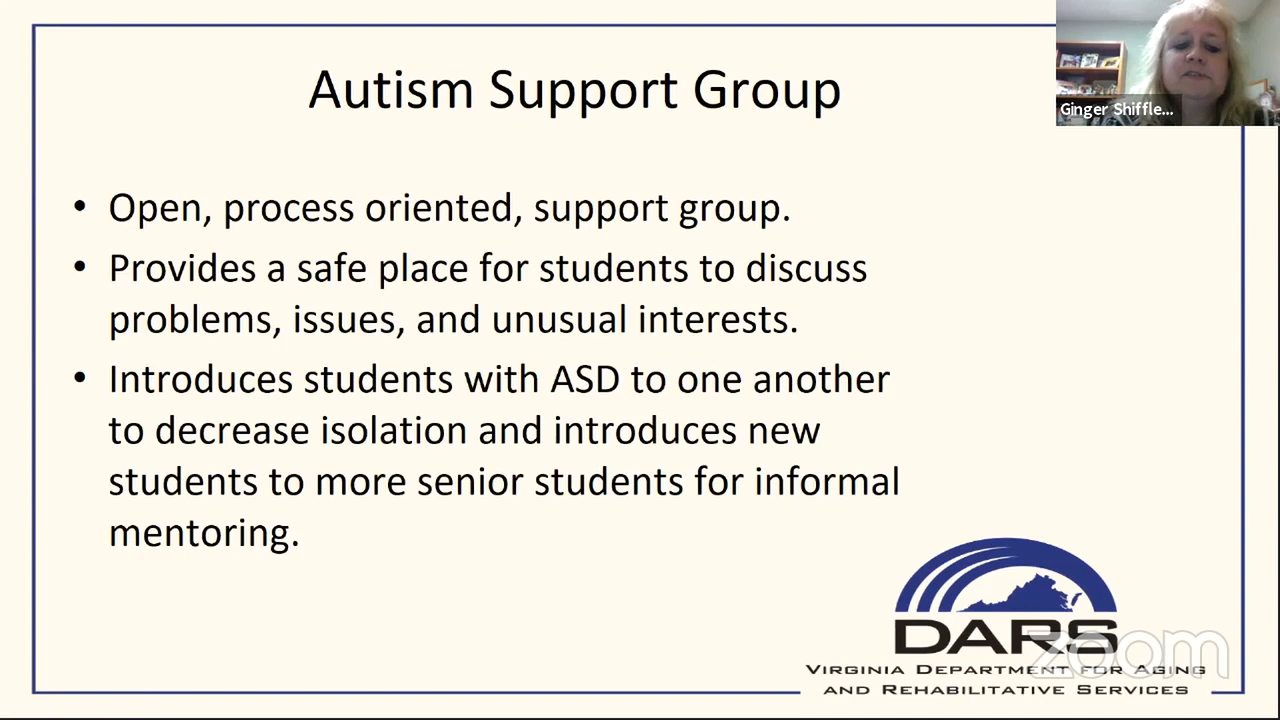 Autism Support Group
Ginger Shiffle...
• Open, process oriented, support group.
• Provides a safe place for students to discuss
problems, issues, and unusual interests.
• Introduces students with ASD to one another
to decrease isolation and introduces new
students to more senior students for informal
mentoring.
DARS
zoom
VIRGINIA DEPARTMENT FOR AGING
AND REHABILITATIVE SERVICES